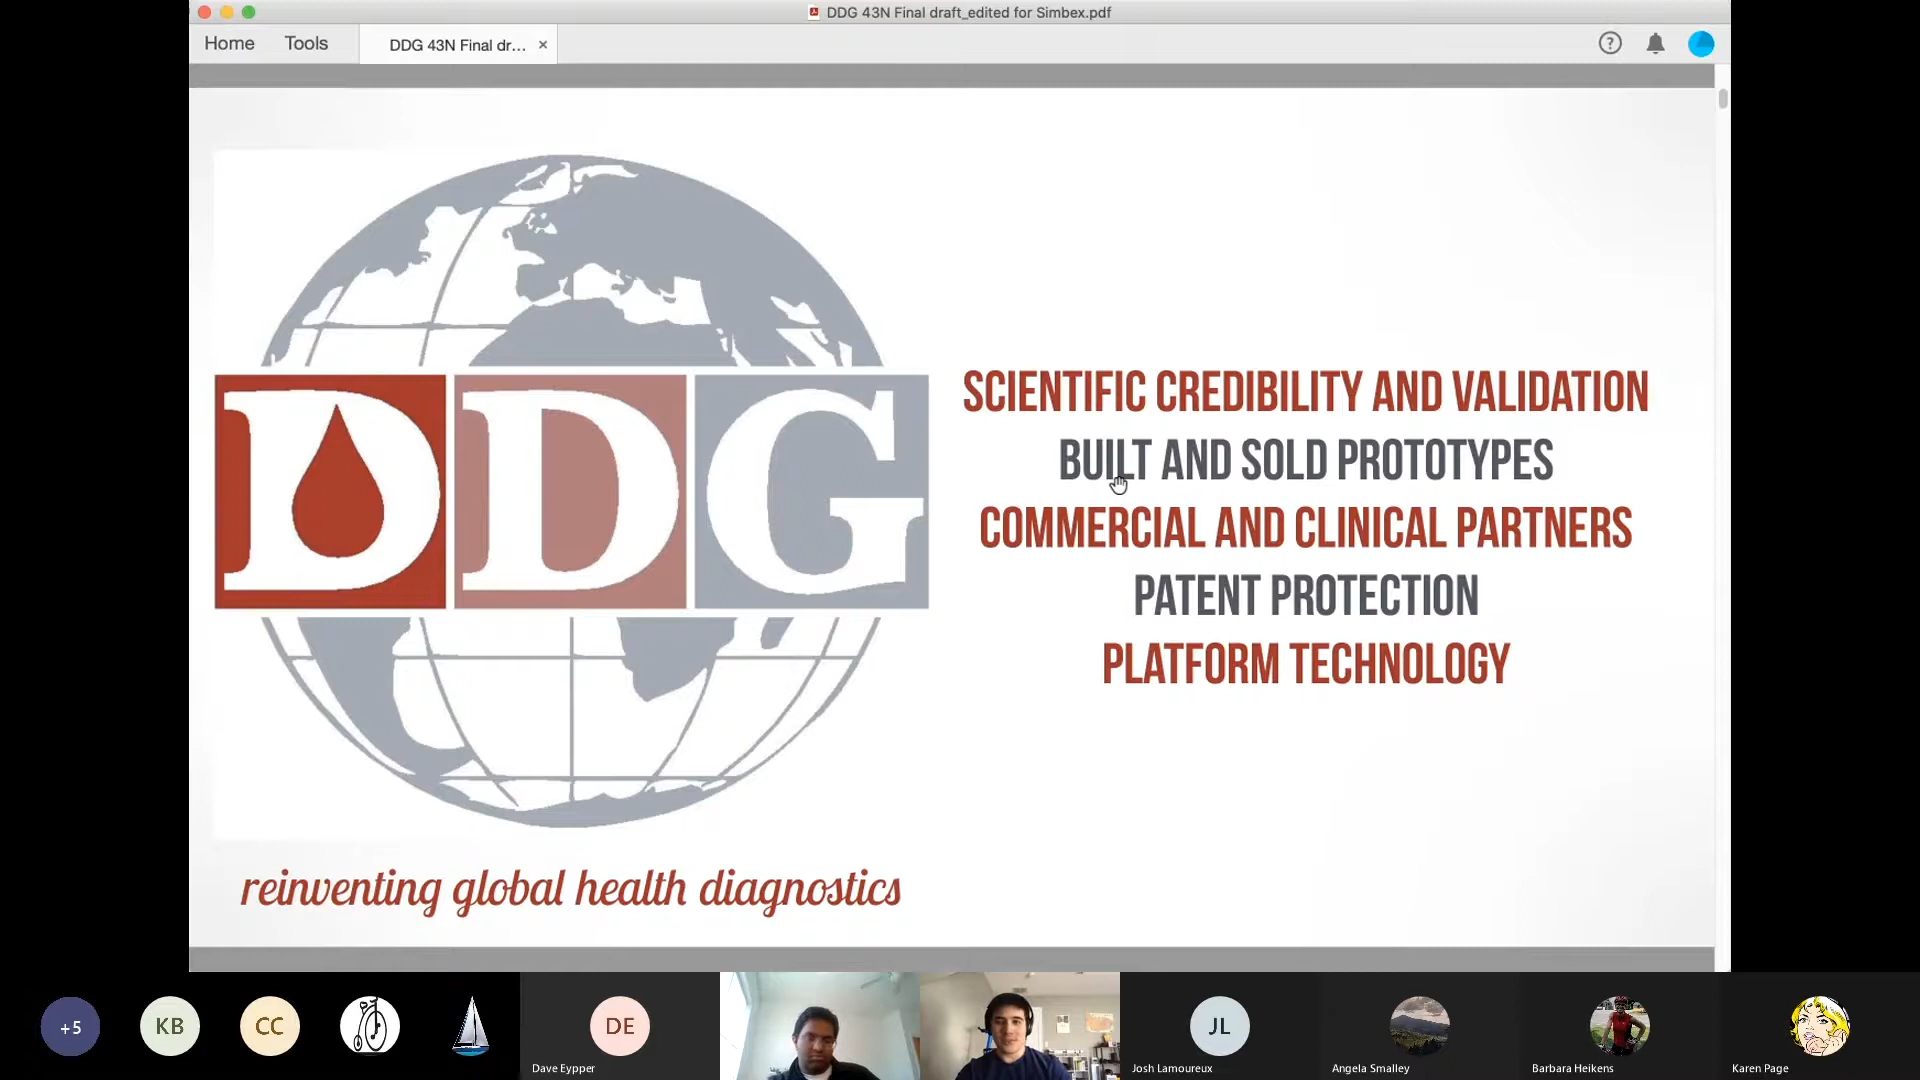 DDG 43N Final draft_edited for Simbex.pdf
Home
Tools
DDG 43N Final dr... ×
?
DDG
SCIENTIFIC CREDIBILITY AND VALIDATION
BUILT AND SOLD PROTOTYPES
COMMERCIAL AND CLINICAL PARTNERS
PATENT PROTECTION
PLATFORM TECHNOLOGY
reinventing global health diagnostics
+5
KB
CC
DE
Dave Eypper
JL
Josh Lamoureux
Angela Smalley
Barbara Heikens
Karen Page